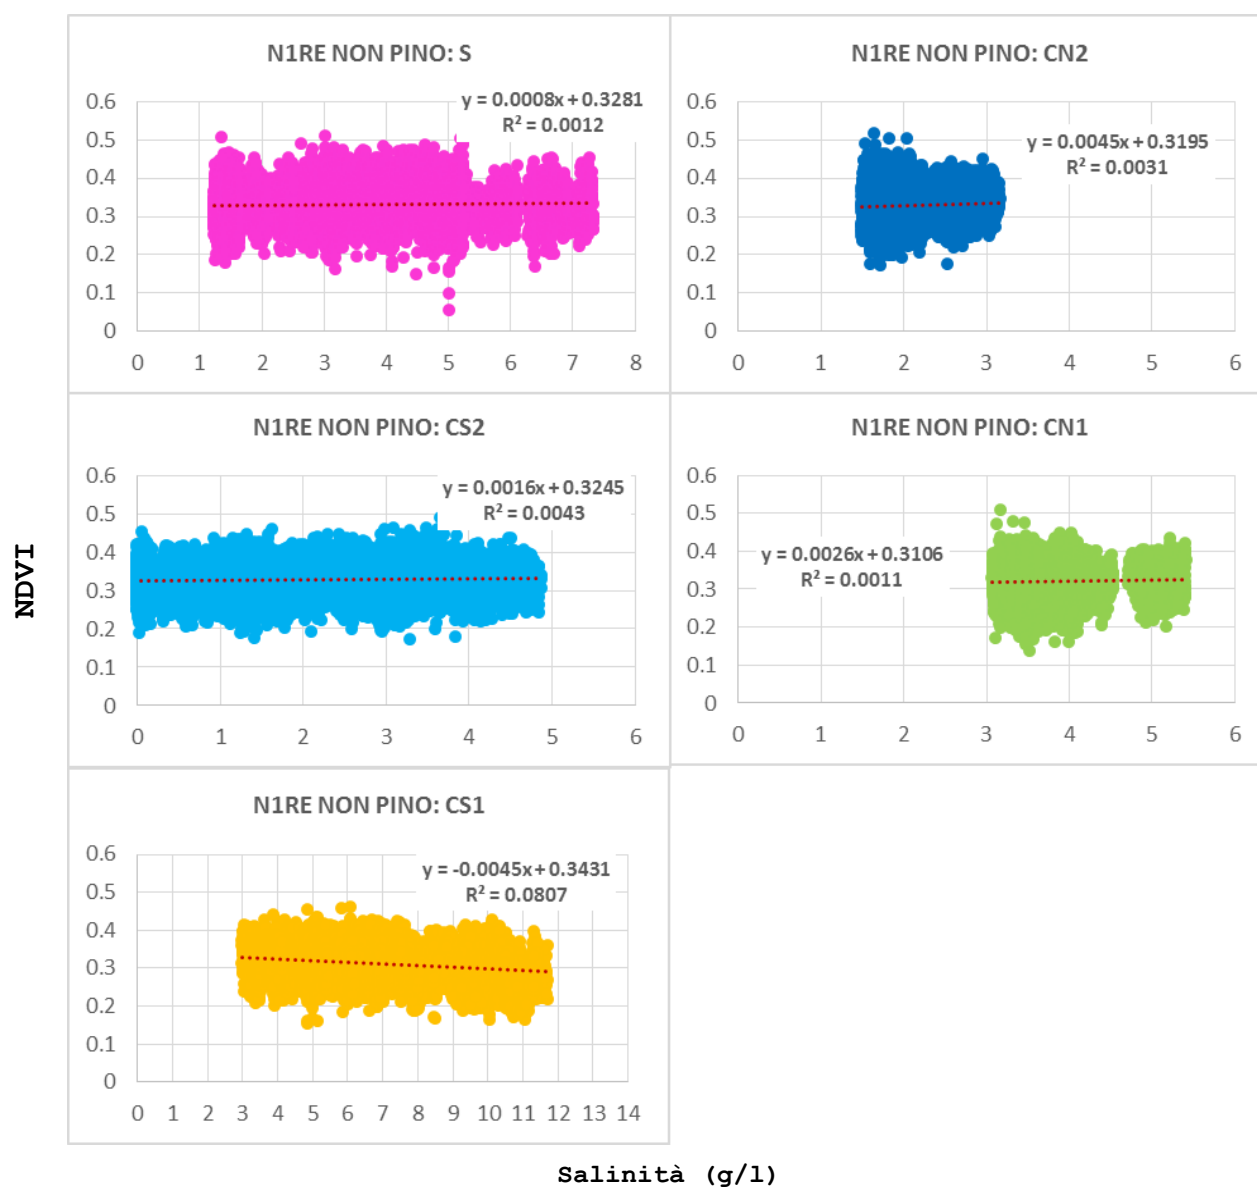 N1RE NON PINO: S
y = 0.0008x + 0.3281
R² = 0.0012
0.6
0.5
0.4
0.3
0.2
0.1
0
0 1 2 3 4 5 6 7 8
N1RE NON PINO: CN2
y = 0.0045x + 0.3195
R² = 0.0031
0.6
0.5
0.4
0.3
0.2
0.1
0
0 1 2 3 4 5 6
N1RE NON PINO: CS2
y = 0.0016x + 0.3245
R² = 0.0043
0.6
0.5
0.4
0.3
0.2
0.1
0
0 1 2 3 4 5 6
N1RE NON PINO: CN1
y = 0.0026x + 0.3106
R² = 0.0011
0.6
0.5
0.4
0.3
0.2
0.1
0
0 1 2 3 4 5 6
N1RE NON PINO: CS1
y = -0.0045x + 0.3431
R² = 0.0807
0.6
0.5
0.4
0.3
0.2
0.1
0
0 1 2 3 4 5 6 7 8 9 10 11 12 13 14
NDVI
Salinità (g/l)